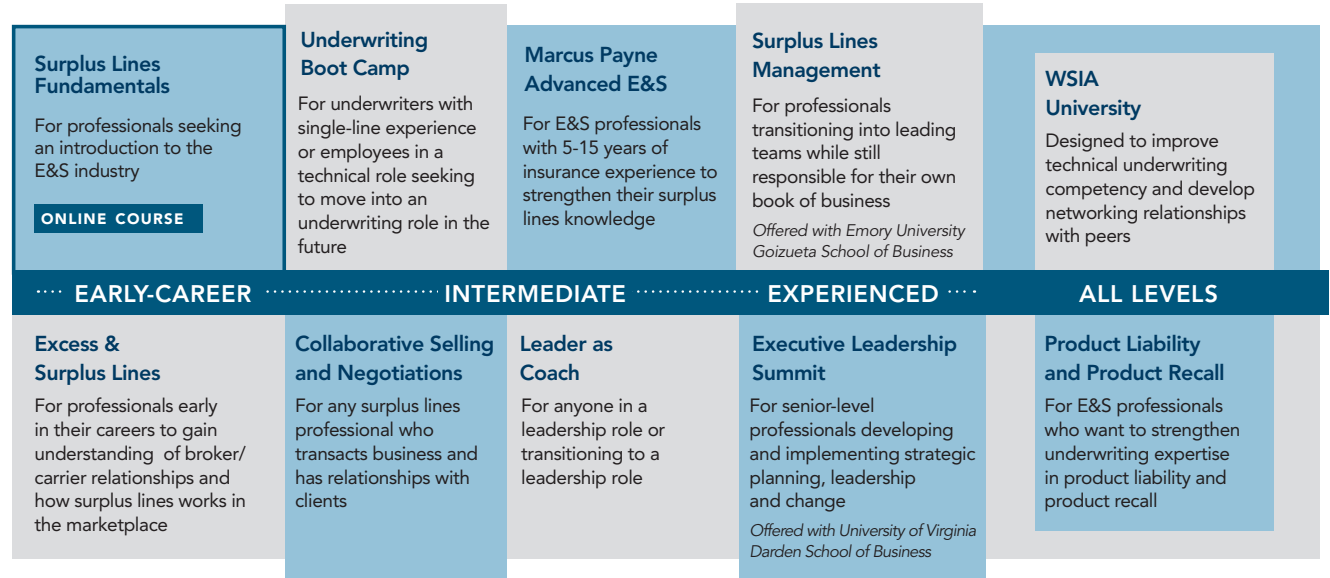 Surplus Lines
Fundamentals
For professionals seeking
an introduction to the
E&S industry
ONLINE COURSE
Underwriting
Boot Camp
For underwriters with
single-line experience
or employees in a
technical role seeking
to move into an
underwriting role in the
future
Marcus Payne
Advanced E&S
For E&S professionals
with 5-15 years of
insurance experience to
strengthen their surplus
lines knowledge
Surplus Lines
Management
For professionals
transitioning into leading
teams while still
responsible for their own
book of business
Offered with Emory University
Goizueta School of Business
WSIA
University
Designed to improve
technical underwriting
competency and develop
networking relationships
with peers
···· EARLY-CAREER ························ INTERMEDIATE ················· EXPERIENCED ···· ALL LEVELS
Excess &
Surplus Lines
For professionals early
in their careers to gain
understanding of broker/
carrier relationships and
how surplus lines works in
the marketplace
Collaborative Selling
and Negotiations
For any surplus lines
professional who
transacts business and
has relationships with
clients
Leader as
Coach
For anyone in a
leadership role or
transitioning to a
leadership role
Executive Leadership
Summit
For senior-level
professionals developing
and implementing strategic
planning, leadership
and change
Offered with University of Virginia
Darden School of Business
Product Liability
and Product Recall
For E&S professionals
who want to strengthen
underwriting expertise
in product liability and
product recall